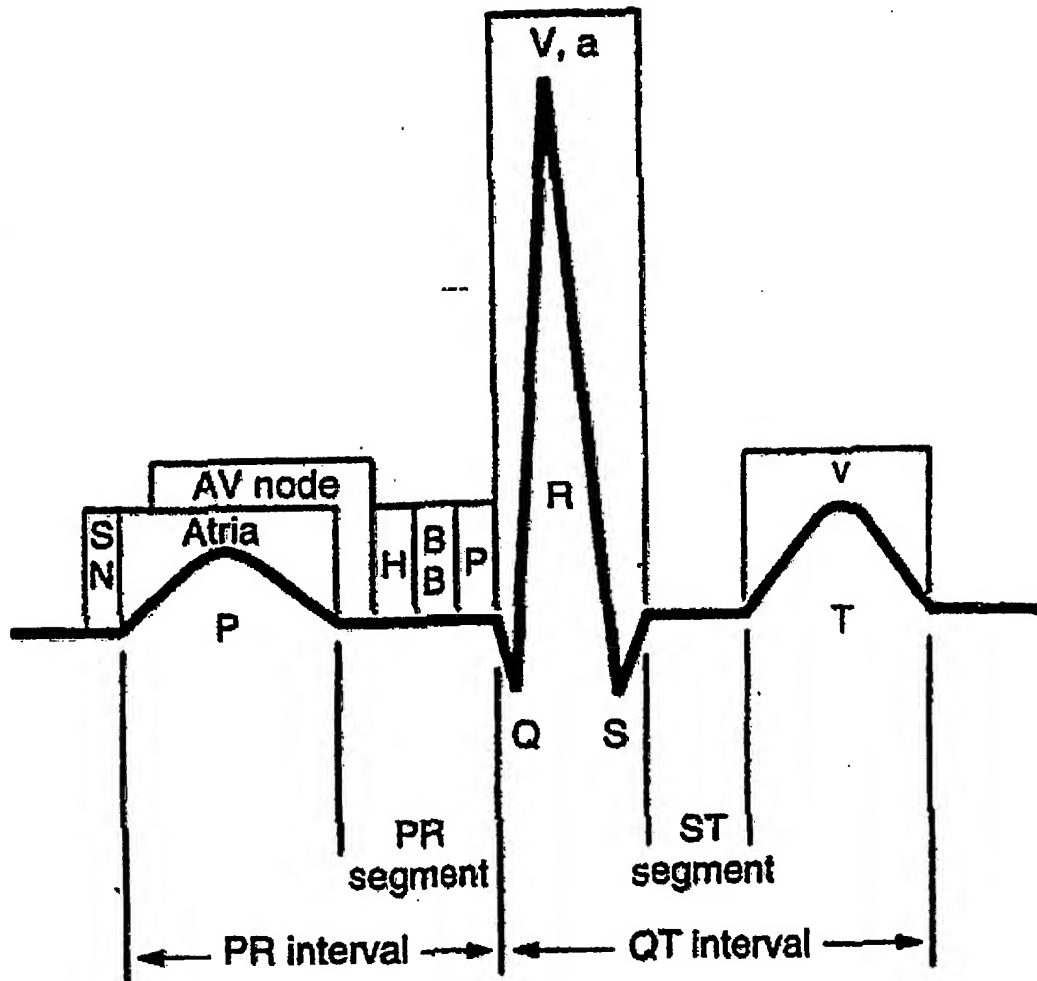 V, a
R
AV node
Atria
S
N
H
B
B
P
v
P
T
Q
S
PR
segment
ST
segment
PR interval
QT interval